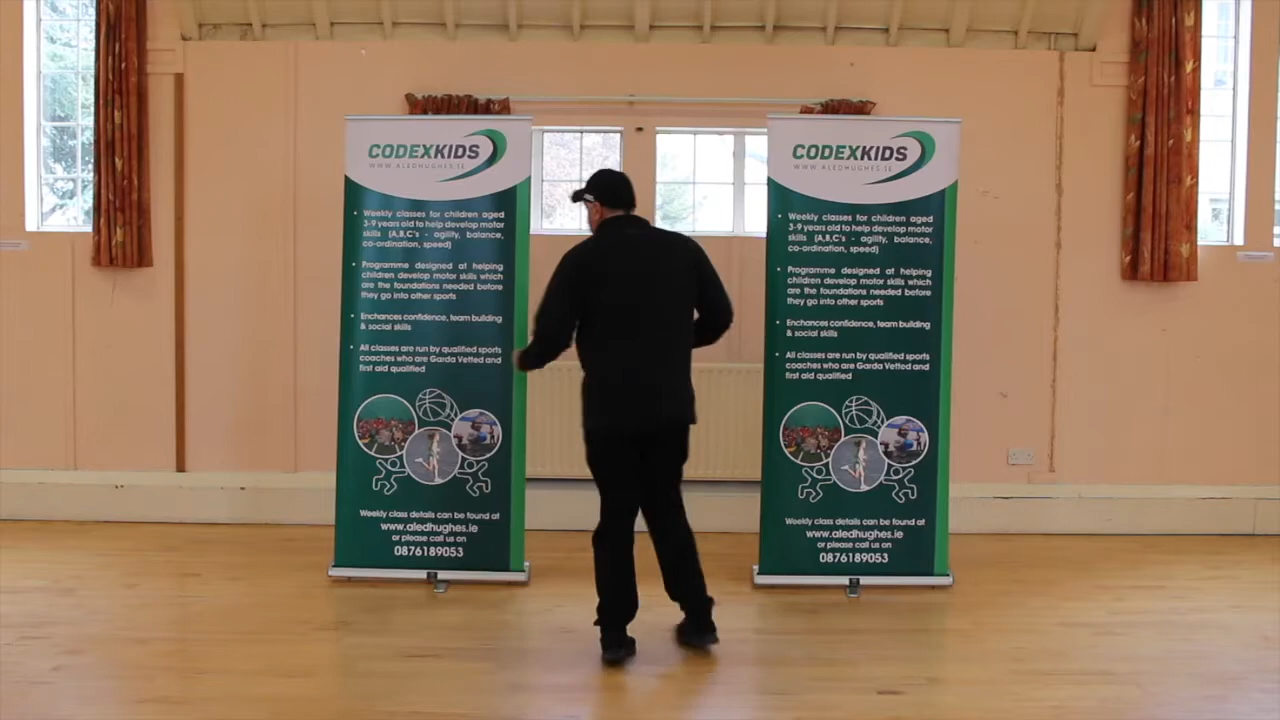 CODEXKIDS
WWW.ALEDHUGHES.IE
• Weekly classes for children aged
3-9 years old to help develop motor
skills (A,B,C's - agility, balance,
co-ordination, speed)
• Programme designed at helping
children develop motor skills which
are the foundations needed before
they go into other sports
• Enchances confidence, team building
& social skills
• All classes are run by qualified sports
coaches who are Garda Vetted and
first aid qualified
Weekly class details can be found at
www.aledhughes.ie
or please call us on
0876189053
CODEXKIDS
WWW.ALEDHUGHES.IE
• Weekly classes for children aged
3-9 years old to help develop motor
skills (A,B,C's - agility, balance,
co-ordination, speed)
• Programme designed at helping
children develop motor skills which
are the foundations needed before
they go into other sports
• Enchances confidence, team building
& social skills
• All classes are run by qualified sports
coaches who are Garda Vetted and
first aid qualified
Weekly class details can be found at
www.aledhughes.ie
or please call us on
0876189053